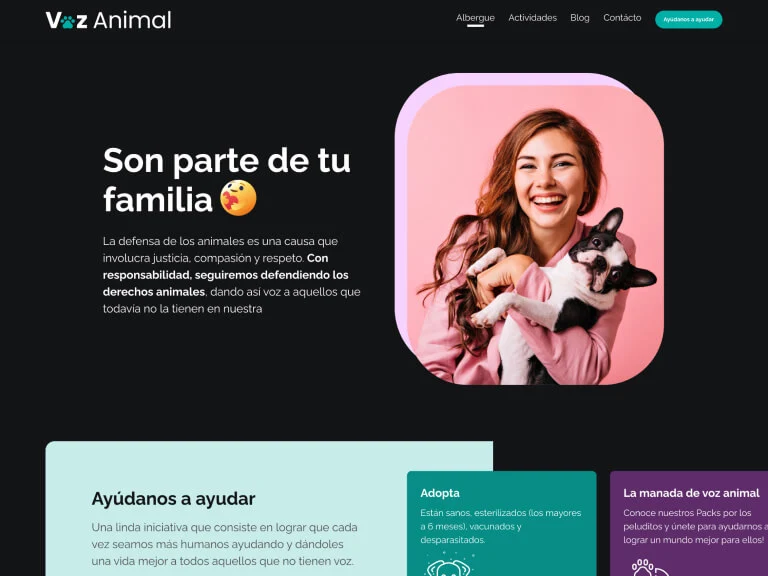 Voz Animal
Albergue Actividades Blog Contácto Ayúdanos a ayudar
Son parte de tu
familia
La defensa de los animales es una causa que
involucra justicia, compasión y respeto. Con
responsabilidad, seguiremos defendiendo los
derechos animales, dando así voz a aquellos que
todavía no la tienen en nuestra
Ayúdanos a ayudar
Una linda iniciativa que consiste en lograr que cada
vez seamos más humanos ayudando y dándoles
una vida mejor a todos aquellos que no tienen voz.
Adopta
Están sanos, esterilizados (los mayores
a 6 meses), vacunados y
desparasitados.
La manada de voz animal
Conoce nuestros Packs por los
peluditos y únete para ayudarnos a
lograr un mundo mejor para ellos!